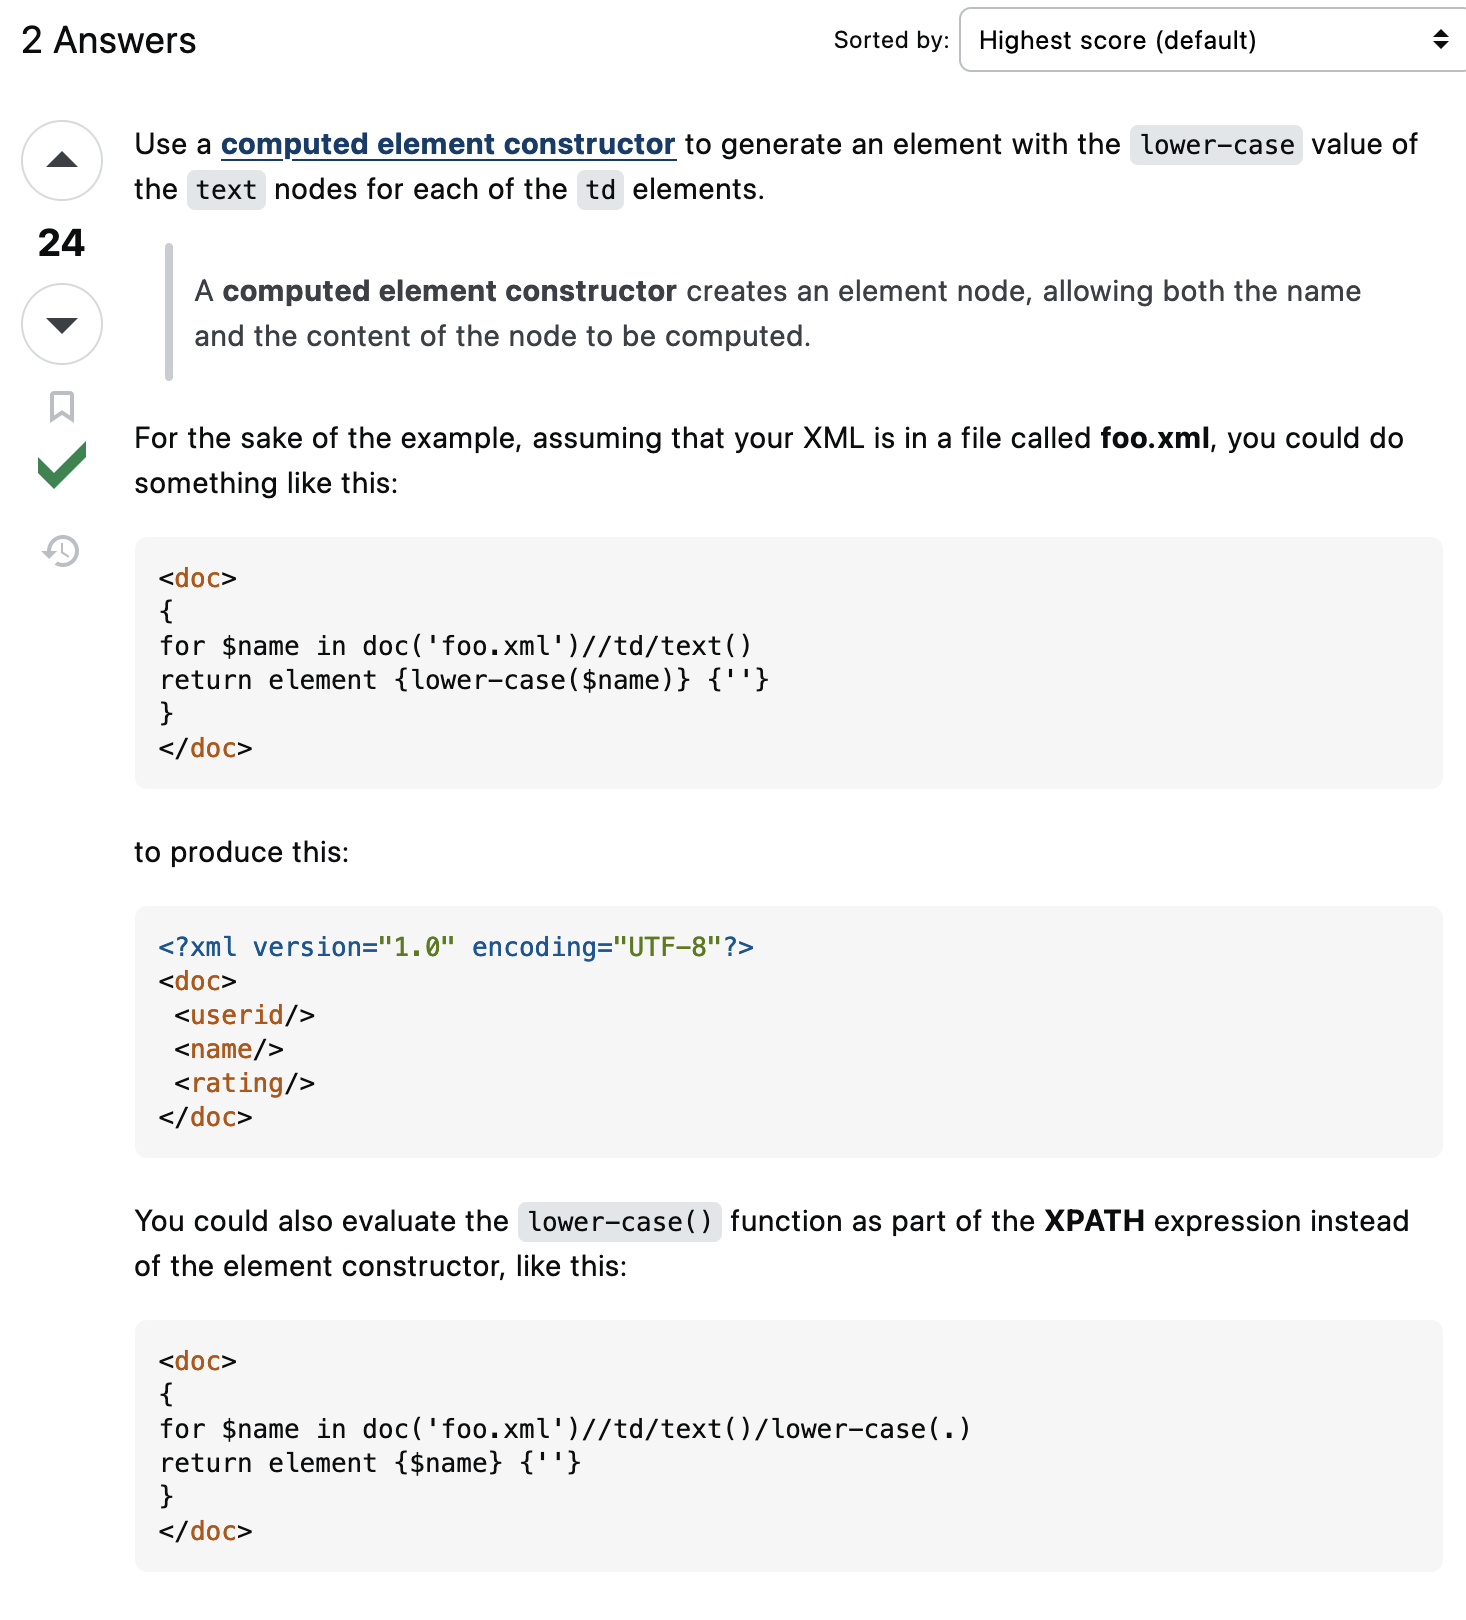 2 Answers
Sorted by:
Highest score (default)
Use a computed element constructor to generate an element with the lower-case value of
the text nodes for each of the td elements.
24
A computed element constructor creates an element node, allowing both the name
and the content of the node to be computed.
For the sake of the example, assuming that your XML is in a file called foo.xml, you could do
something like this:
<doc>
{
for $name in doc('foo.xml')//td/text()
return element {lower-case($name)} {''}
}
</doc>
to produce this:
<?xml version="1.0" encoding="UTF-8"?>
<doc>
 <userid/>
 <name/>
 <rating/>
</doc>
You could also evaluate the lower-case() function as part of the XPATH expression instead
of the element constructor, like this:
<doc>
{
for $name in doc('foo.xml')//td/text()/lower-case(.)
return element {$name} {''}
}
</doc>